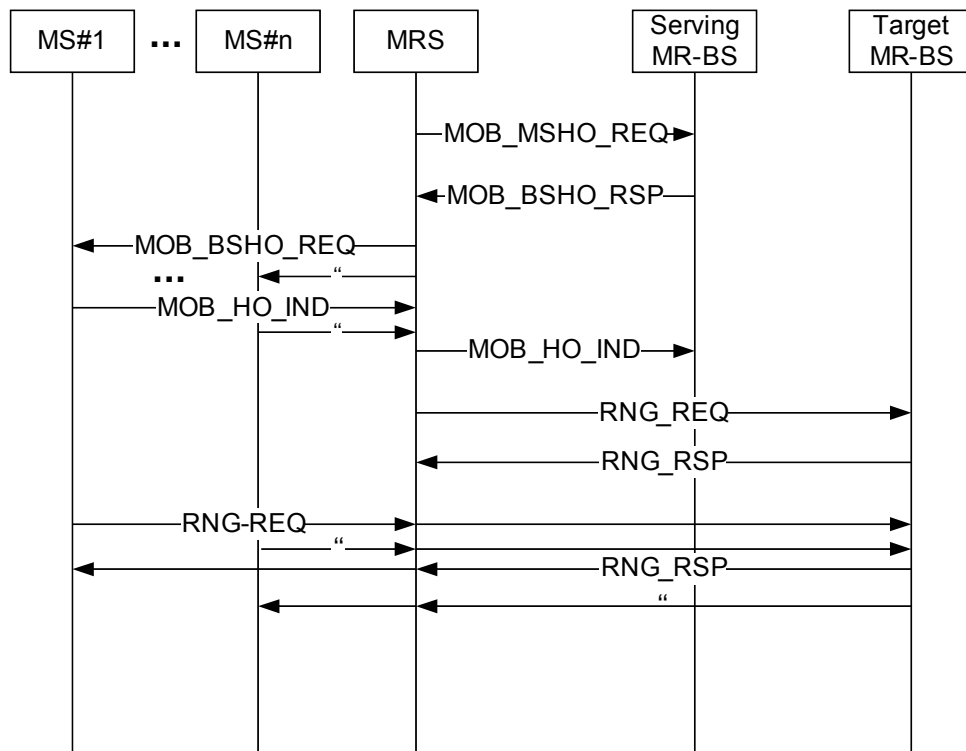 MS#1
...
MS#n
MRS
Serving
MR-BS
Target
MR-BS
MOB_MSHO_REQ
MOB_BSHO_RSP
MOB_BSHO_REQ
“
...
MOB_HO_IND
“
MOB_HO_IND
RNG_REQ
RNG_RSP
RNG-REQ
“
RNG_RSP
“